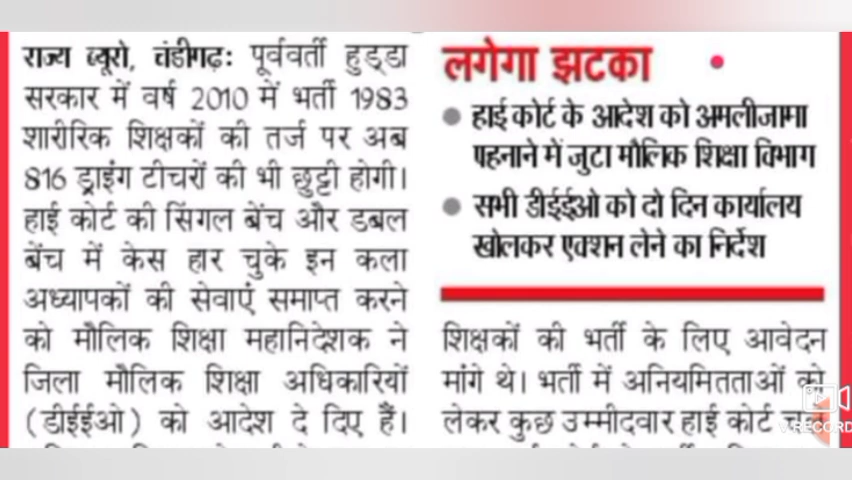 राज्य ब्यूरो, चंडीगढ़: पूर्ववर्ती हुड्डा
सरकार में वर्ष 2010 में भर्ती 1983
शारीरिक शिक्षकों की तर्ज पर अब
816 ड्राइंग टीचरों की भी छुट्टी होगी।
हाई कोर्ट की सिंगल बेंच और डबल
बेंच में केस हार चुके इन कला
अध्यापकों की सेवाएं समाप्त करने
को मौलिक शिक्षा महानिदेशक ने
जिला मौलिक शिक्षा अधिकारियों
(डीईईओ) को आदेश दे दिए हैं।
लगेगा झटका
हाई कोर्ट के आदेश को अमलीजामा
पहनाने में जुटा मौलिक शिक्षा विभाग
सभी डीईईओ को दो दिन कार्यालय
खोलकर एक्शन लेने का निर्देश
शिक्षकों की भर्ती के लिए आवेदन
मांगे थे। भर्ती में अनियमितताओं को
लेकर कुछ उम्मीदवार हाई कोर्ट
V RECORD